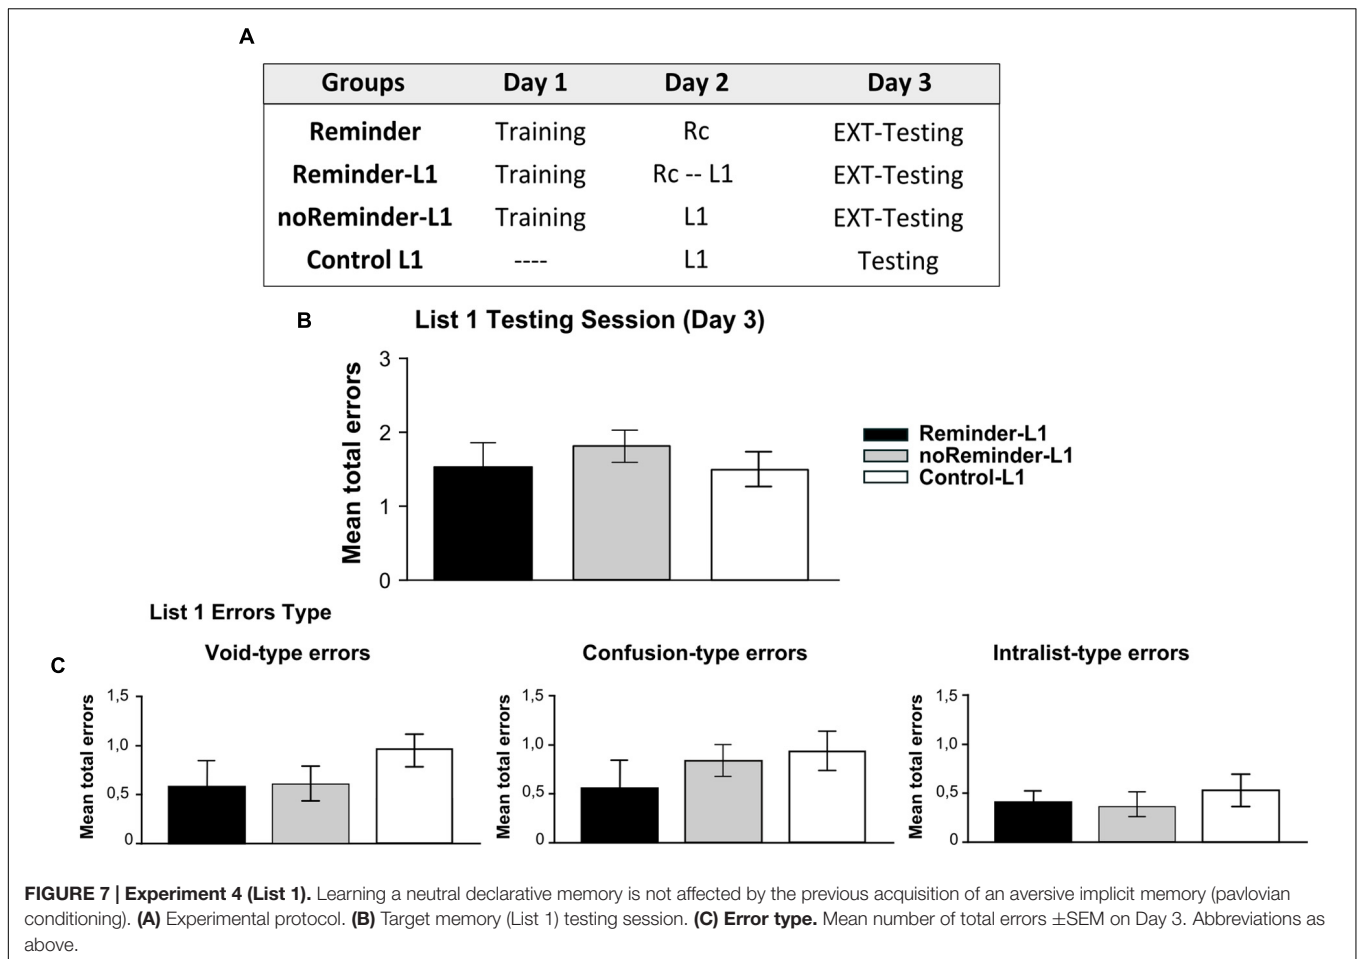 A
Groups Day 1 Day 2 Day 3
Reminder Training Rc EXT-Testing
Reminder-L1 Training Rc -- L1 EXT-Testing
noReminder-L1 Training L1 EXT-Testing
Control L1 ---- L1 Testing
B
List 1 Testing Session (Day 3)
Mean total errors
3
2
1
0
Reminder-L1
noReminder-L1
Control-L1
List 1 Errors Type
C
Void-type errors
Mean total errors
1,5
1,0
0,5
0
Confusion-type errors
Mean total errors
1,5
1,0
0,5
0
Intralist-type errors
Mean total errors
1,5
1,0
0,5
0
FIGURE 7 | Experiment 4 (List 1). Learning a neutral declarative memory is not affected by the previous acquisition of an aversive implicit memory (pavlovian
conditioning). (A) Experimental protocol. (B) Target memory (List 1) testing session. (C) Error type. Mean number of total errors ±SEM on Day 3. Abbreviations as
above.